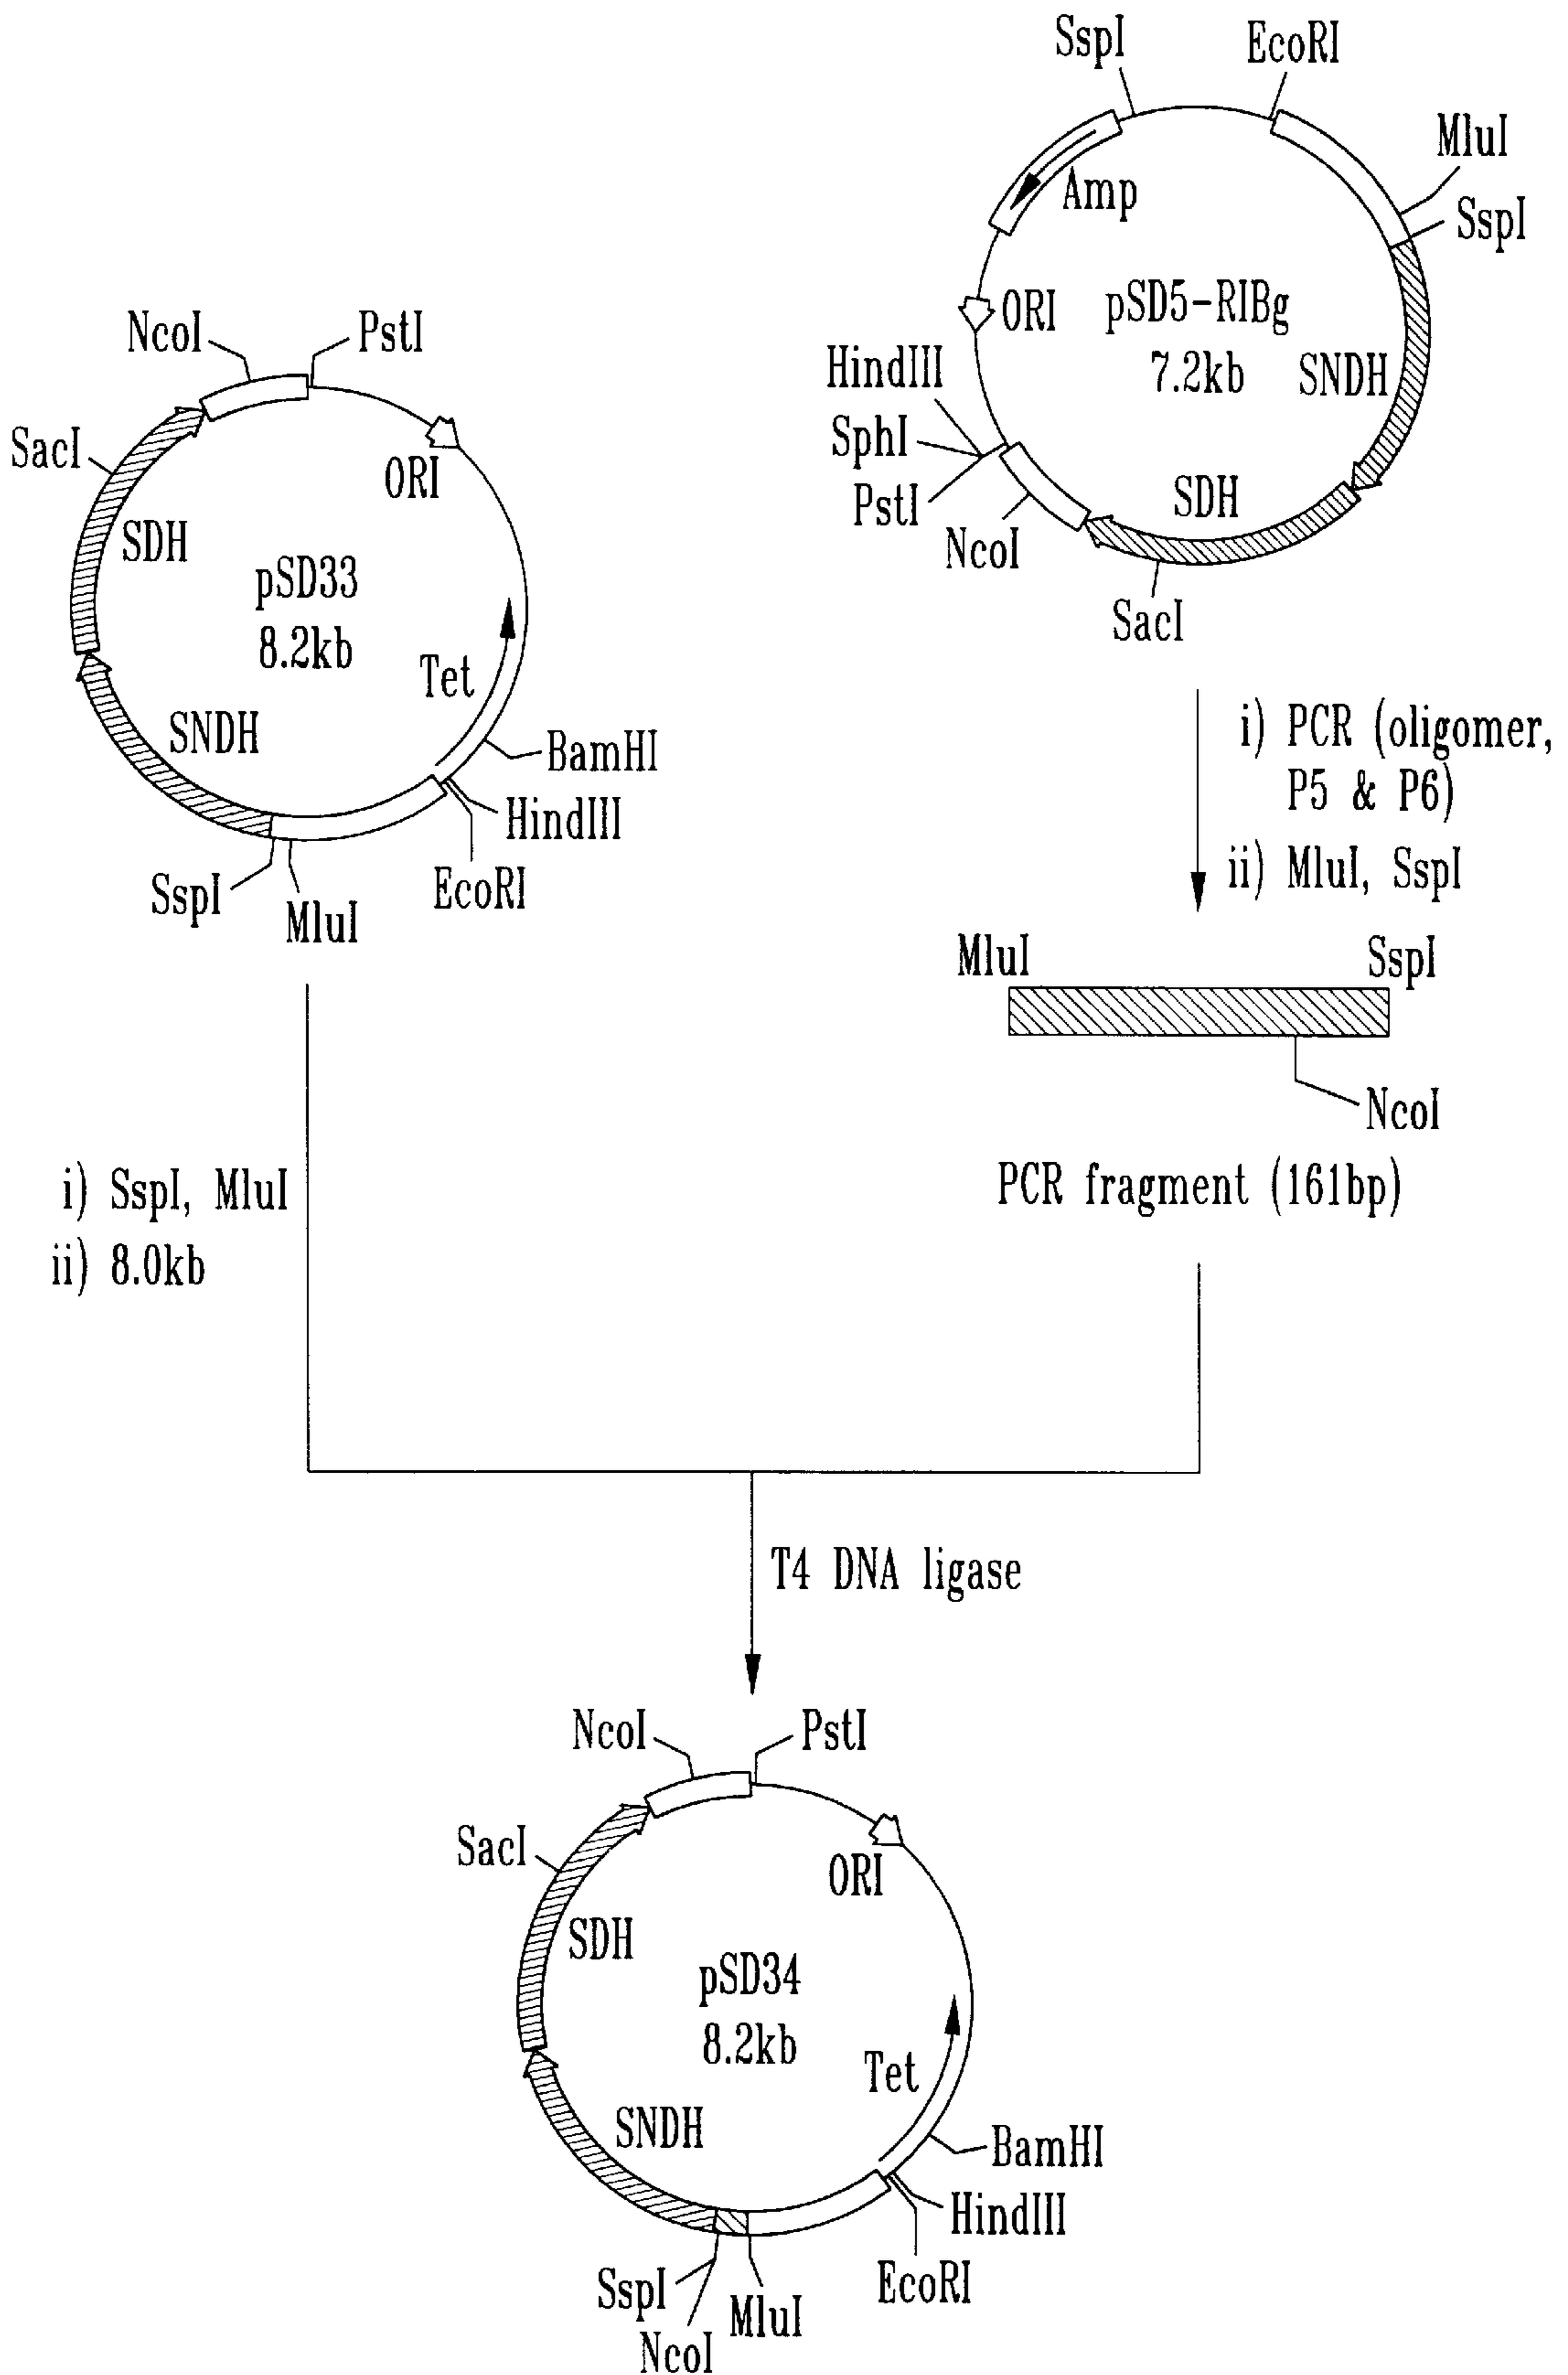 SspI
EcoRI
MluI
SspI
Amp
ORI
pSD5-RIBg
7.2kb
SNDH
HindIII
SphI
PstI
NcoI
SDH
SacI
NcoI
PstI
SacI
ORI
SDH
pSD33
8.2kb
Tet
SNDH
BamHI
HindIII
EcoRI
SspI
MluI
i) PCR (oligomer,
P5 & P6)
ii) MluI, SspI
MluI
SspI
NcoI
PCR fragment (161bp)
i) SspI, MluI
ii) 8.0kb
T4 DNA ligase
NcoI
PstI
SacI
ORI
SDH
pSD34
8.2kb
Tet
SNDH
BamHI
HindIII
EcoRI
SspI
MluI
NcoI